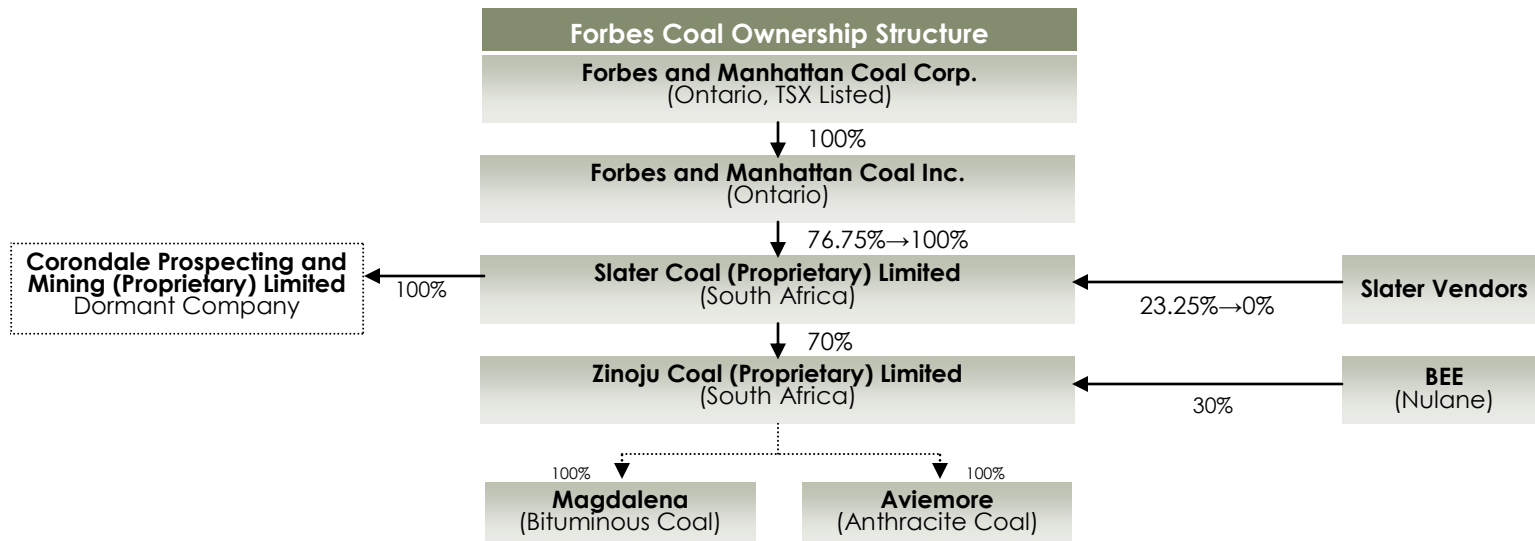 Forbes Coal Ownership Structure
Forbes and Manhattan Coal Corp.
(Ontario, TSX Listed)
100%
Forbes and Manhattan Coal Inc.
(Ontario)
76.75%→100%
Corondale Prospecting and
Mining (Proprietary) Limited
Dormant Company
100%
Slater Coal (Proprietary) Limited
(South Africa)
23.25%→0%
Slater Vendors
70%
Zinoju Coal (Proprietary) Limited
(South Africa)
30%
BEE
(Nulane)
100%
100%
Magdalena
(Bituminous Coal)
Aviemore
(Anthracite Coal)